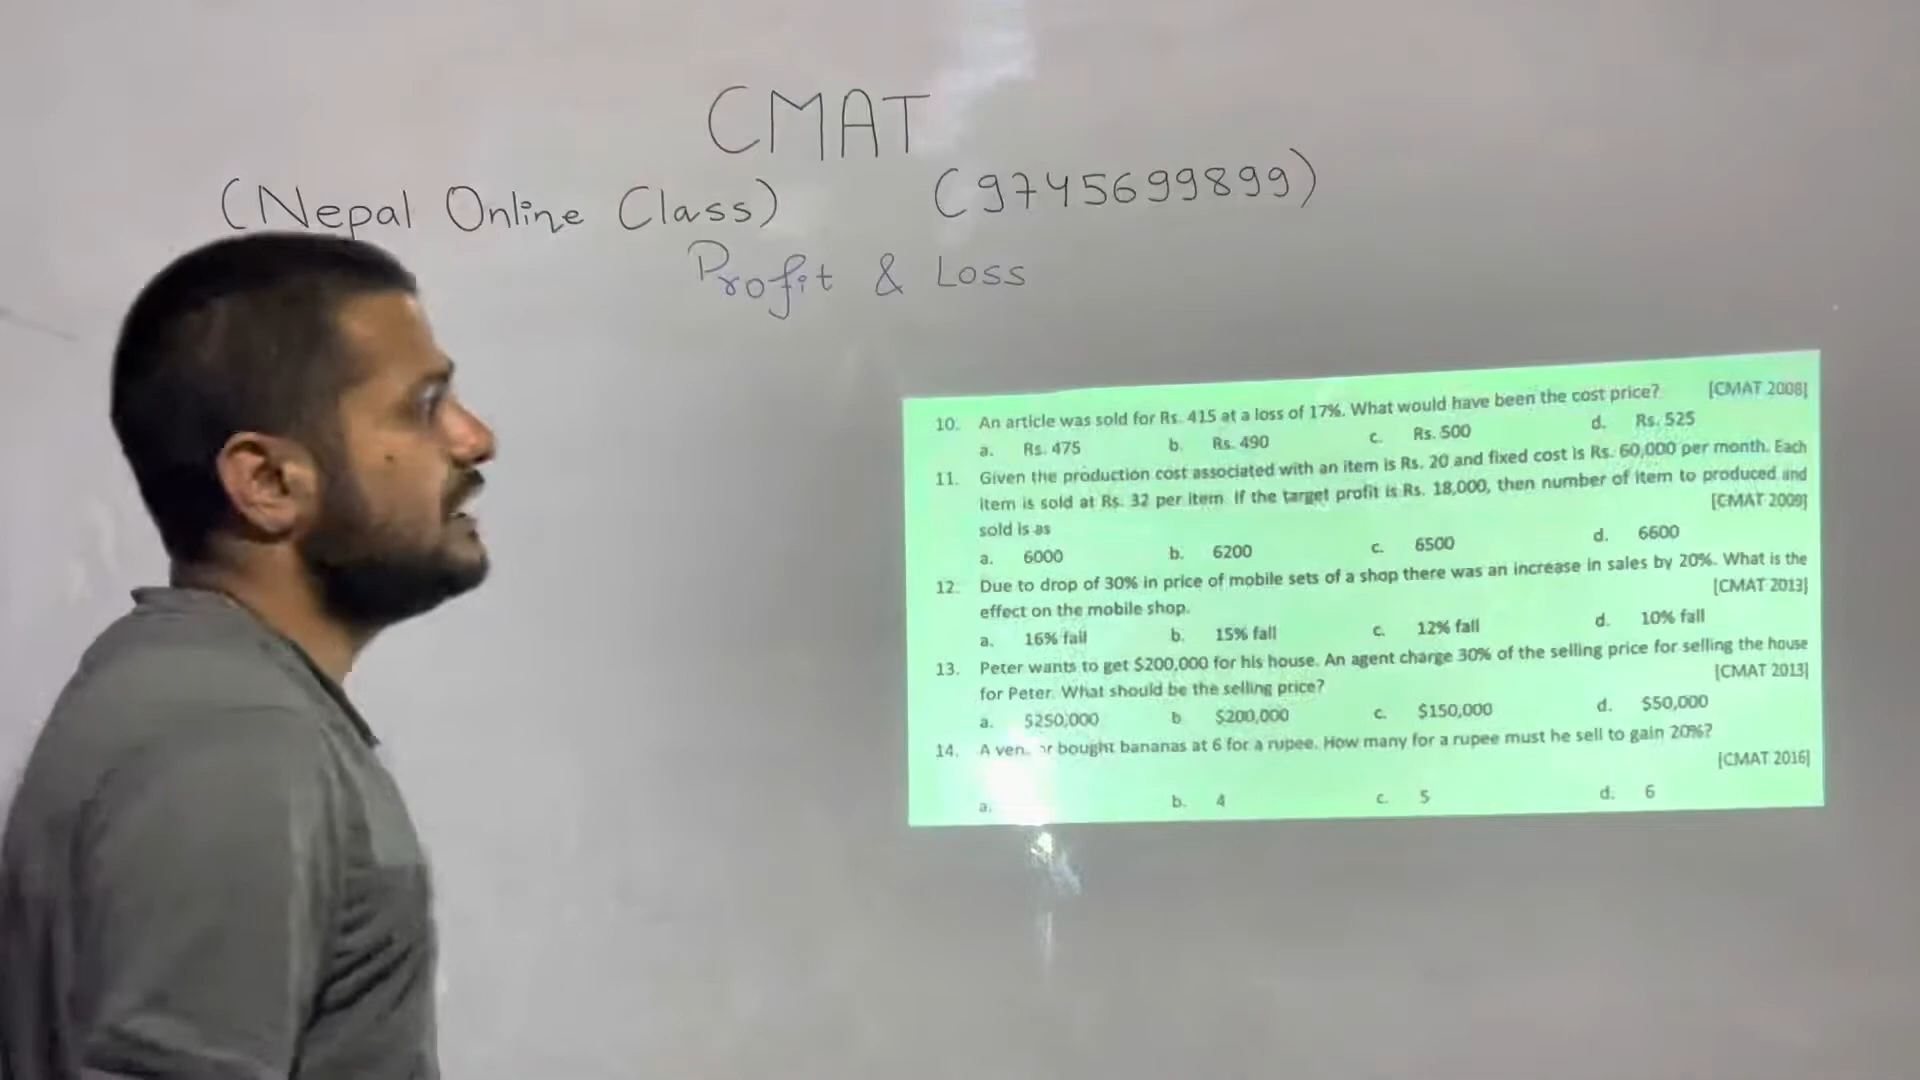 CMAT
(Nepal Online Class) (9745699899)
Profit & Loss
10. An article was sold for Rs. 415 at a loss of 17%. What would have been the cost price? [CMAT 2008]
a. Rs. 475 b. Rs. 490 c. Rs. 500 d. Rs. 525
11. Given the production cost associated with an item is Rs. 20 and fixed cost is Rs. 60,000 per month. Each
item is sold at Rs. 32 per item. If the target profit is Rs. 18,000, then number of item to produced and
sold is as [CMAT 2009]
a. 6000 b. 6200 c. 6500 d. 6600
12. Due to drop of 30% in price of mobile sets of a shop there was an increase in sales by 20%. What is the
effect on the mobile shop. [CMAT 2013]
a. 16% fall b. 15% fall c. 12% fall d. 10% fall
13. Peter wants to get $200,000 for his house. An agent charge 30% of the selling price for selling the house
for Peter. What should be the selling price? [CMAT 2013]
a. $250,000 b $200,000 c. $150,000 d. $50,000
14. A bought bananas at 6 for a rupee. How many for a rupee must he sell to gain 20%?
[CMAT 2016]
a. b. 4 c. 5 d. 6